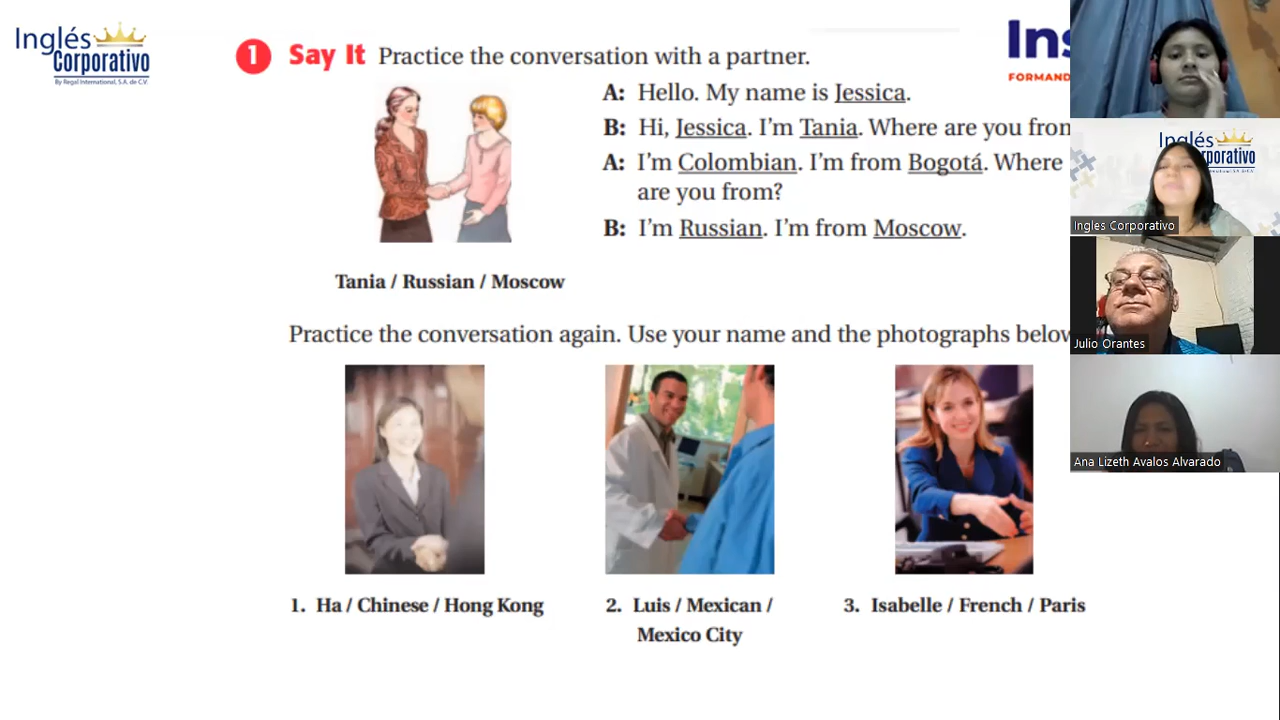 Inglés
Corporativo
By Regal International, S.A. de C.V.
1 Say It Practice the conversation with a partner.
A: Hello. My name is Jessica.
B: Hi, Jessica. I'm Tania. Where are you from
A: I'm Colombian. I'm from Bogotá. Where
are you from?
B: I'm Russian. I'm from Moscow.
Tania / Russian / Moscow
Practice the conversation again. Use your name and the photographs below
1. Ha / Chinese / Hong Kong
2. Luis / Mexican /
Mexico City
3. Isabelle / French / Paris
Ins
FORMAND
Inglés
Corporativo
Ingles Corporativo
Julio Orantes
Ana Lizeth Avalos Alvarado